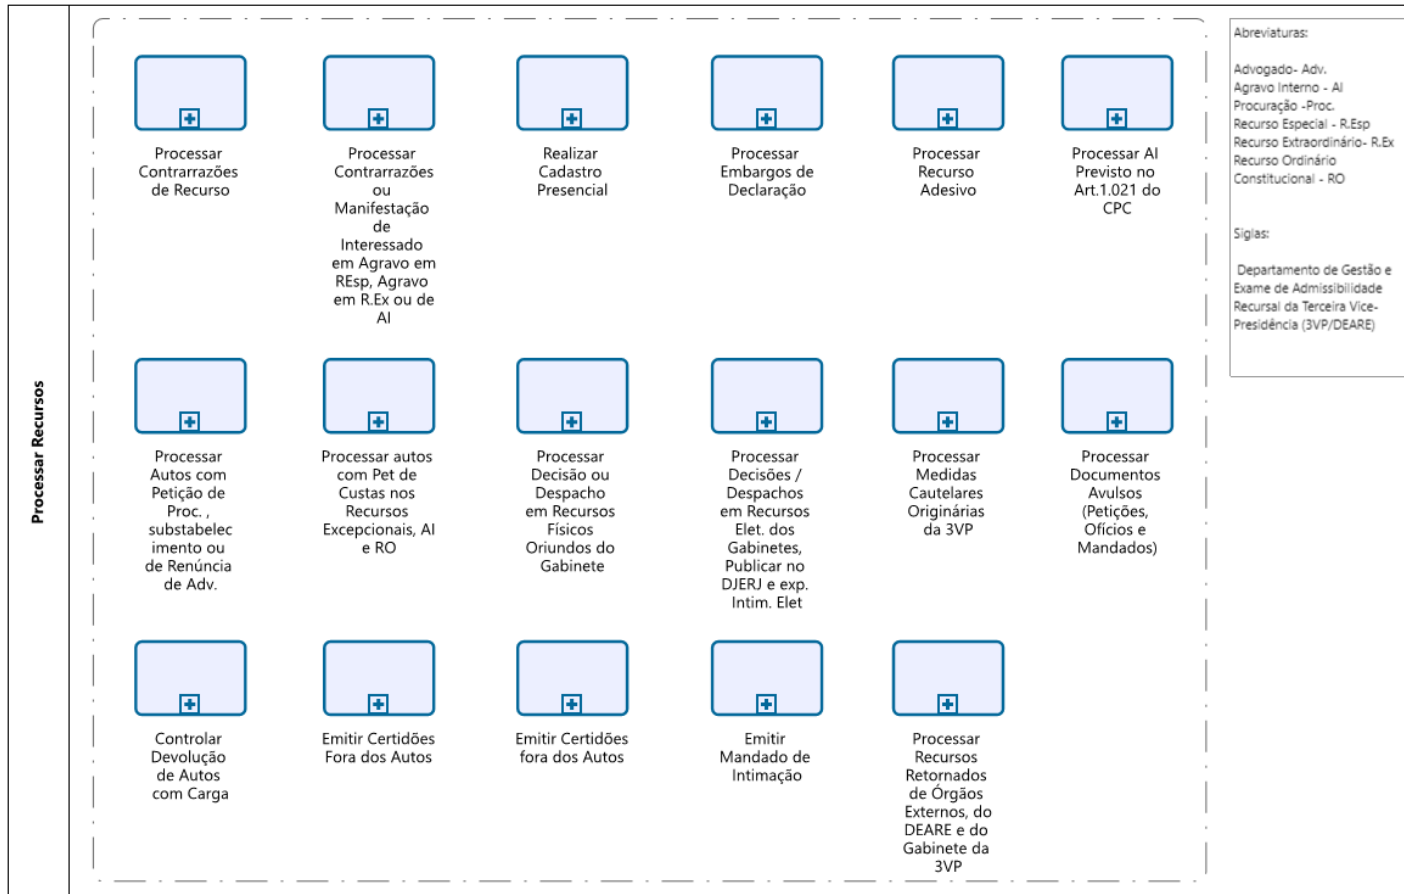 Processar Recursos
Processar
Contrarrazões
de Recurso
Processar
Contrarrazões
ou
Manifestação
de
Interessado
em Agravo em
REsp, Agravo
em R.Ex ou de
AI
Realizar
Cadastro
Presencial
Processar
Embargos de
Declaração
Processar
Recurso
Adesivo
Processar AI
Previsto no
Art.1.021 do
CPC
Processar
Autos com
Petição de
Proc. ,
substabelec
imento ou
de Renúncia
de Adv.
Processar autos
com Pet de
Custas nos
Recursos
Excepcionais, AI
e RO
Processar
Decisão ou
Despacho
em Recursos
Físicos
Oriundos do
Gabinete
Processar
Decisões /
Despachos
em Recursos
Elet. dos
Gabinetes,
Publicar no
DJERJ e exp.
Intim. Elet
Processar
Medidas
Cautelares
Originárias
da 3VP
Processar
Documentos
Avulsos
(Petições,
Ofícios e
Mandados)
Controlar
Devolução
de Autos
com Carga
Emitir Certidões
Fora dos Autos
Emitir Certidões
fora dos Autos
Emitir
Mandado de
Intimação
Processar
Recursos
Retornados
de Órgãos
Externos, do
DEARE e do
Gabinete da
3VP
Abreviaturas:
Advogado- Adv.
Agravo Interno - AI
Procuração -Proc.
Recurso Especial - R.Esp
Recurso Extraordinário- R.Ex
Recurso Ordinário
Constitucional - RO
Siglas:
Departamento de Gestão e
Exame de Admissibilidade
Recursal da Terceira Vice-
Presidência (3VP/DEARE)